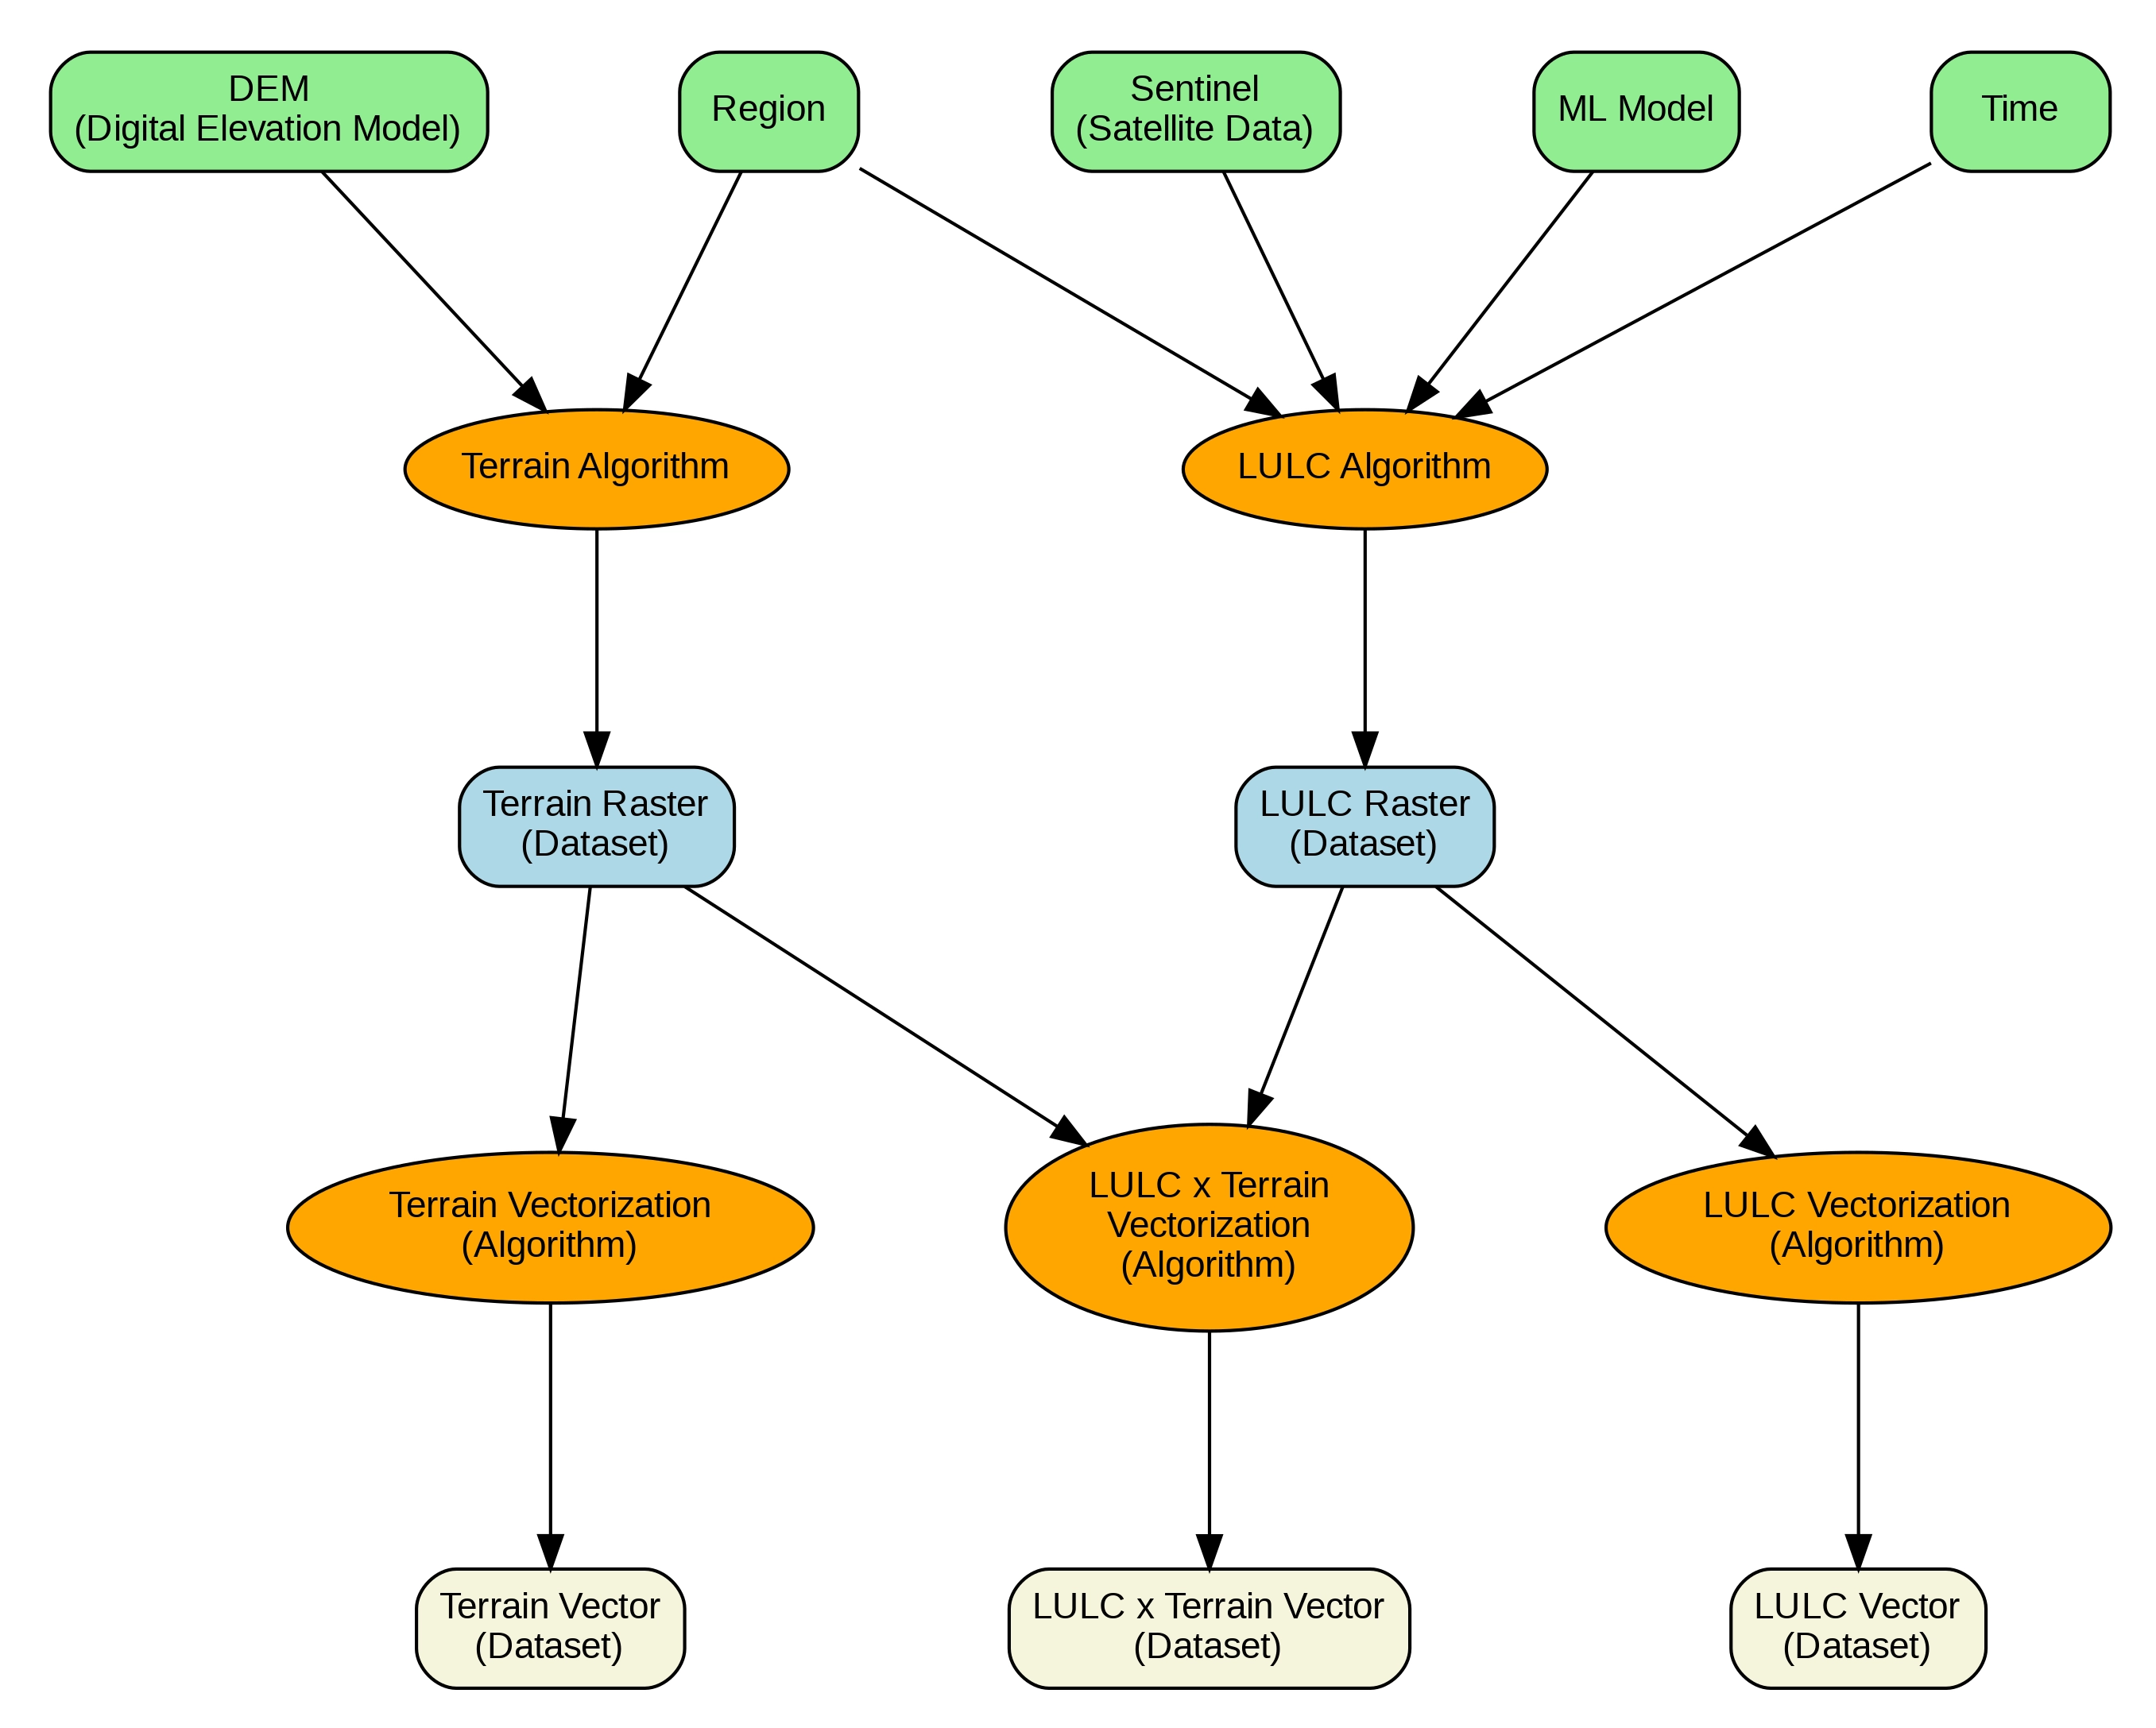 DEM
(Digital Elevation Model)
Region
Sentinel
(Satellite Data)
ML Model
Time
Terrain Algorithm
LULC Algorithm
Terrain Raster
(Dataset)
LULC Raster
(Dataset)
Terrain Vectorization
(Algorithm)
LULC x Terrain
Vectorization
(Algorithm)
LULC Vectorization
(Algorithm)
Terrain Vector
(Dataset)
LULC x Terrain Vector
(Dataset)
LULC Vector
(Dataset)